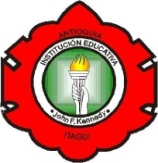 ANTIOQUIA
INSTITUCIÓN EDUCATIVA
John F. Kennedy
ITAGUI